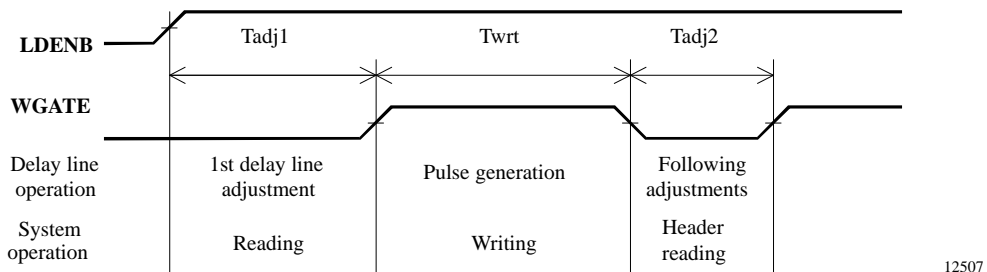 LDENB
Tadj1
Twrt
Tadj2
WGATE
Delay line
operation
1st delay line
adjustment
Pulse generation
Following
adjustments
System
operation
Reading
Writing
Header
reading
12507